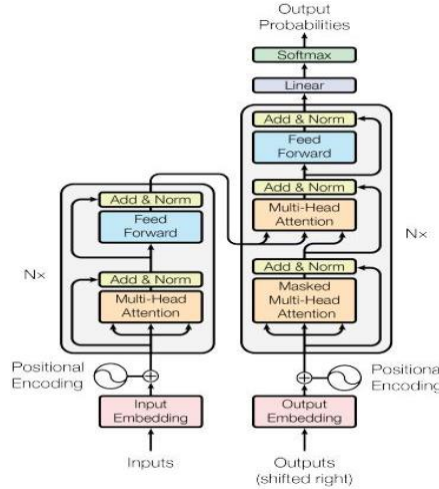 Output
Probabilities
Softmax
Linear
Add & Norm
Feed
Forward
Add & Norm
Multi-Head
Attention
Nx
Add & Norm
Masked
Multi-Head
Attention
Add & Norm
Feed
Forward
Nx
Add & Norm
Multi-Head
Attention
Positional
Encoding
Positional
Encoding
Input
Embedding
Output
Embedding
Inputs
Outputs
(shifted right)